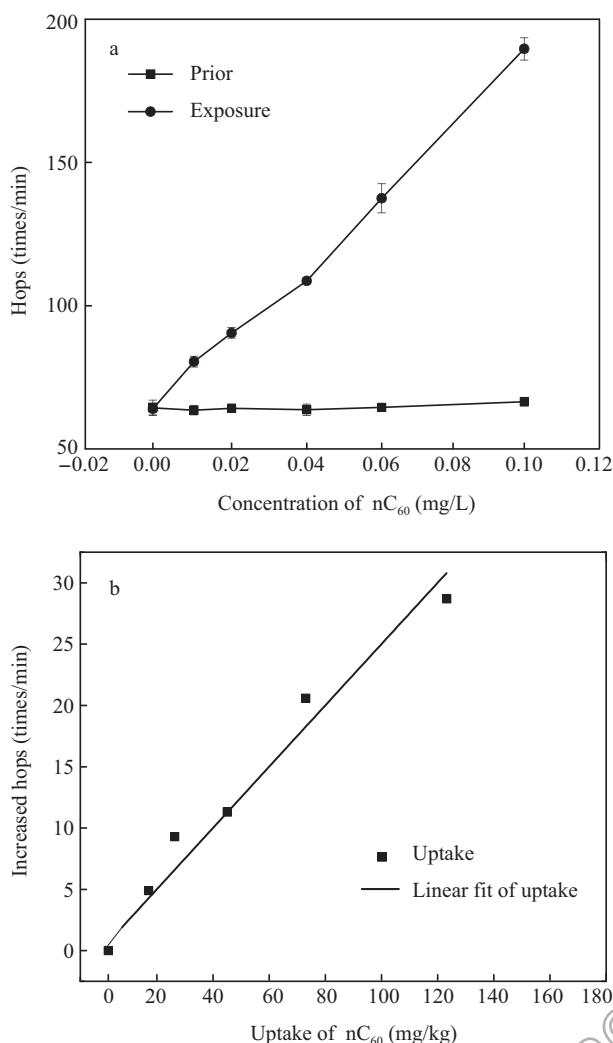 200
a
Prior
Exposure
150
Hops (times/min)
100
50
−0.02 0.00 0.02 0.04 0.06 0.08 0.10 0.12
Concentration of nC₆₀ (mg/L)
30
b
25
20
Increased hops (times/min)
15
10
Uptake
Linear fit of uptake
5
0
0 20 40 60 80 100 120 140 160 180
Uptake of nC₆₀ (mg/kg)